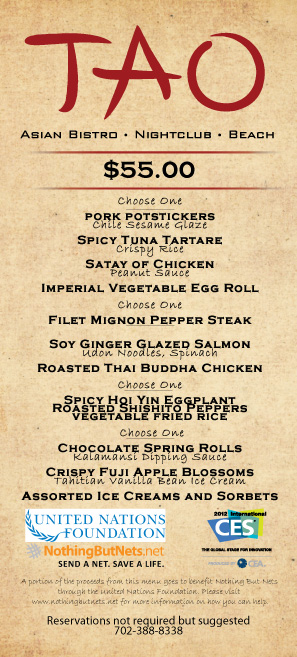 TAO
Asian Bistro • Nightclub • Beach
$55.00
Choose One
PORK POTSTICKERS
Chile Sesame Glaze
Spicy Tuna Tartare
Crispy Rice
Satay of Chicken
Peanut Sauce
Imperial Vegetable Egg Roll
Choose One
Filet Mignon Pepper Steak
Soy Ginger Glazed Salmon
Udon Noodles, Spinach
Roasted Thai Buddha Chicken
Choose One
Spicy Hoi Yin Eggplant
Roasted Shishito Peppers
VEGETABLE FRIED RICE
Choose One
Chocolate Spring Rolls
Kalamansi Dipping Sauce
Crispy Fuji Apple Blossoms
Tahitian Vanilla Bean Ice Cream
Assorted Ice Creams and Sorbets
UNITED NATIONS
FOUNDATION
NothingButNets.net
SEND A NET. SAVE A LIFE.
2012 International
CES
THE GLOBAL STAGE FOR INNOVATION
PRODUCED BY CEA
A portion of the proceeds from this menu goes to benefit Nothing But Nets
through the United Nations Foundation. Please visit
www.nothingbutnets.net for more information on how you can help.
Reservations not required but suggested
702-388-8338